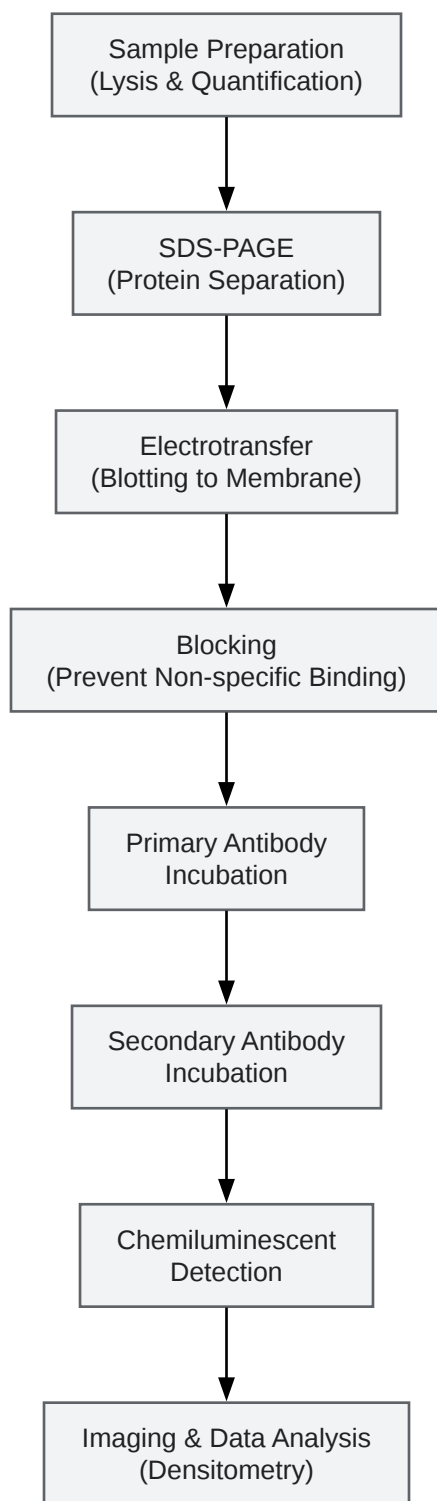 Sample Preparation
(Lysis & Quantification)
SDS-PAGE
(Protein Separation)
Electrotransfer
(Blotting to Membrane)
Blocking
(Prevent Non-specific Binding)
Primary Antibody
Incubation
Secondary Antibody
Incubation
Chemiluminescent
Detection
Imaging & Data Analysis
(Densitometry)